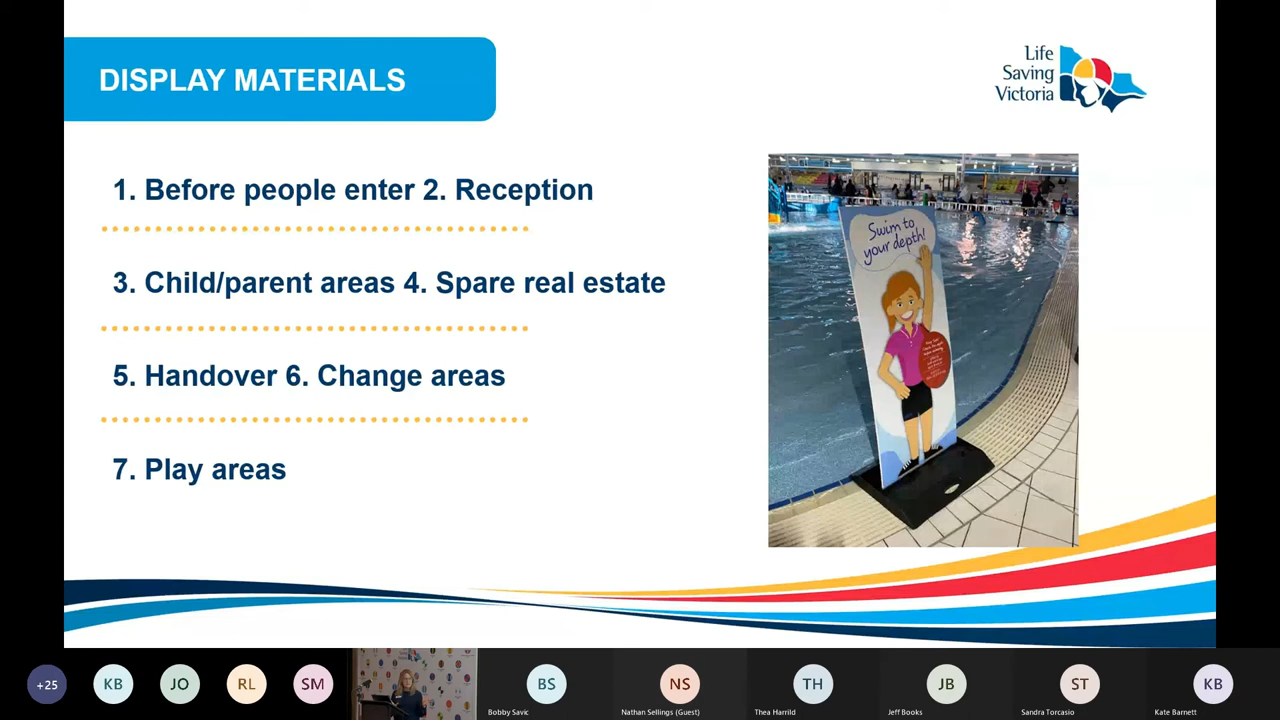 DISPLAY MATERIALS
Life
Saving
Victoria
1. Before people enter 2. Reception
3. Child/parent areas 4. Spare real estate
5. Handover 6. Change areas
7. Play areas
Swim to
your depth!
+25
KB
JO
RL
SM
BS
NS
TH
JB
ST
KB
Bobby Savic
Nathan Sellings (Guest)
Thea Harrild
Jeff Books
Sandra Torcasio
Kate Barnett